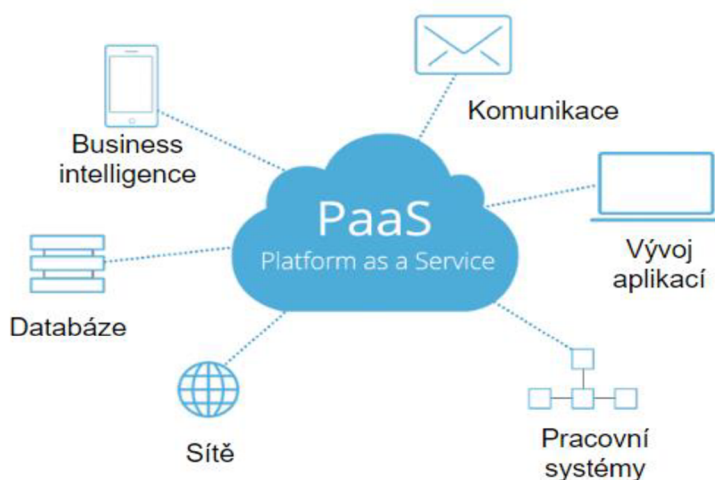 Komunikace
Business
intelligence
PaaS
Platform as a Service
Vývoj
aplikací
Databáze
Sítě
Pracovní
systémy